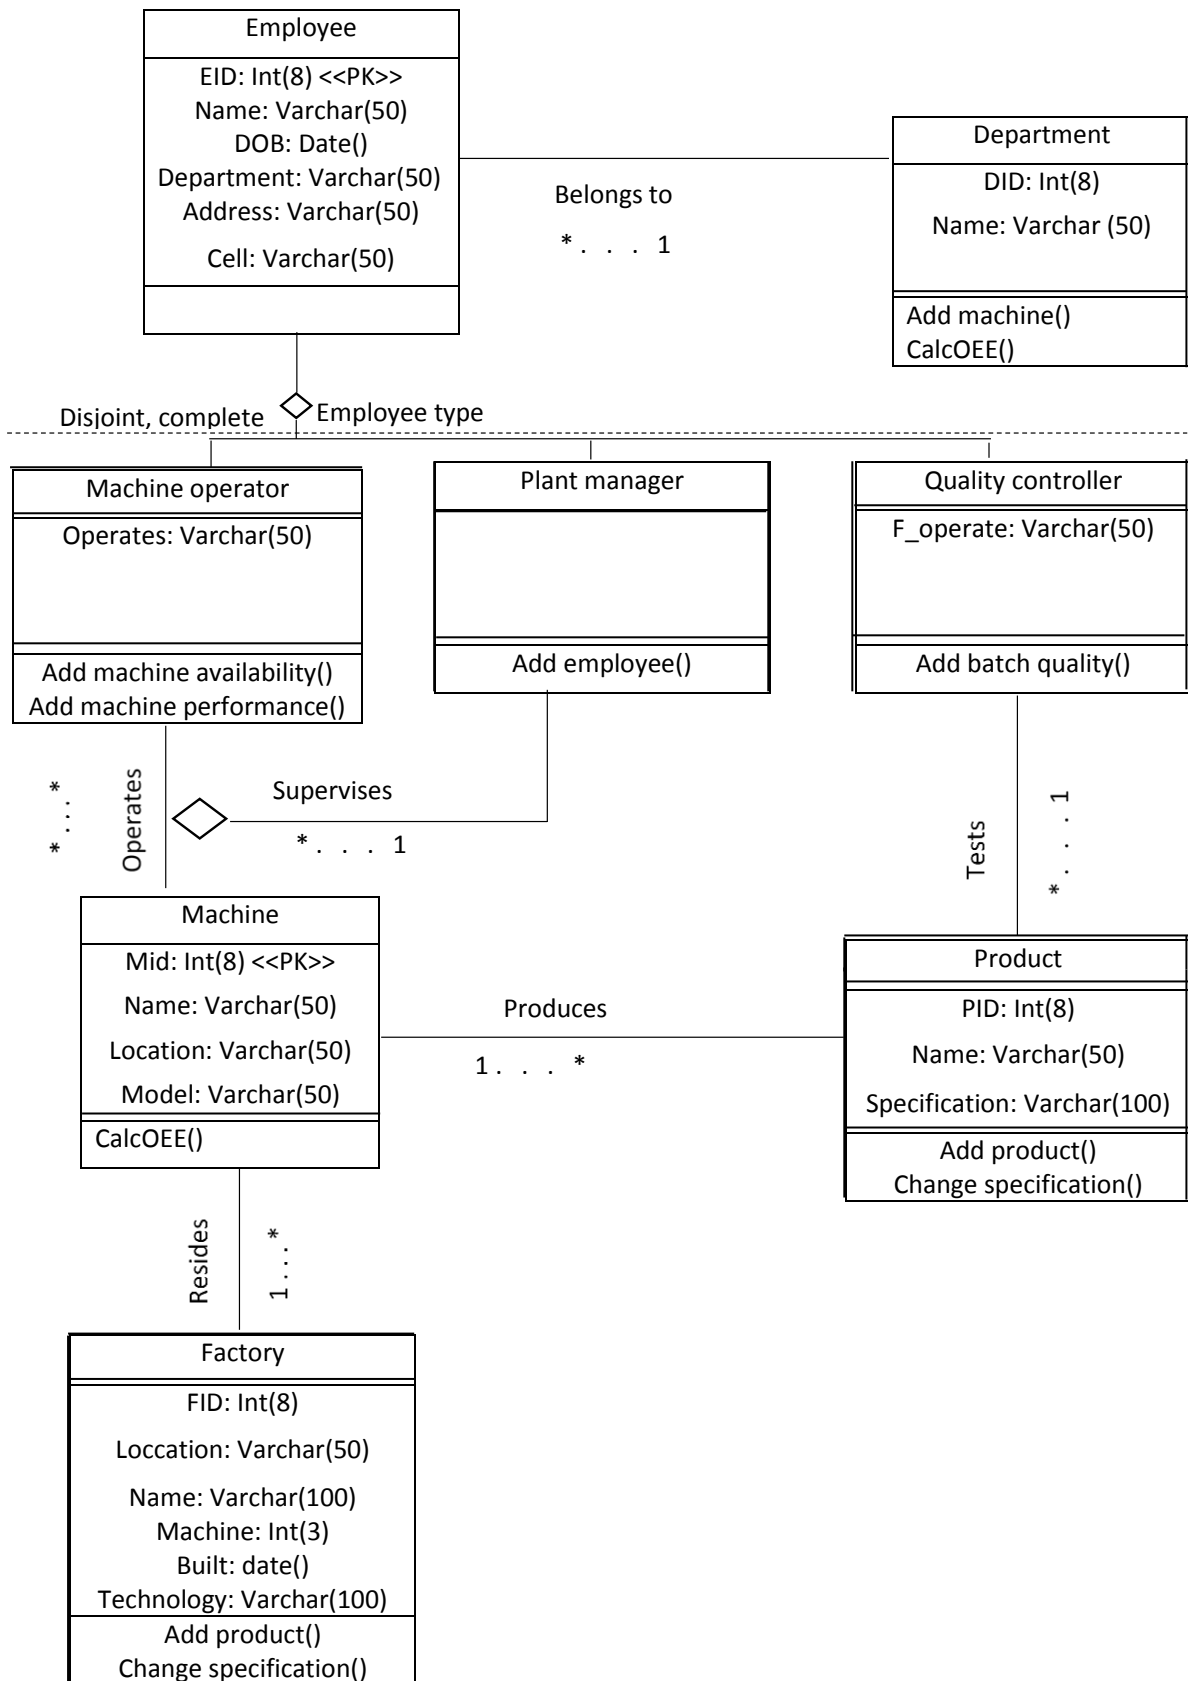 Employee
EID: Int(8) <<PK>>
Name: Varchar(50)
DOB: Date()
Department: Varchar(50)
Address: Varchar(50)
Cell: Varchar(50)
Belongs to
*. . . 1
Department
DID: Int(8)
Name: Varchar (50)
Add machine()
CalcOEE()
Disjoint, complete
Employee type
Machine operator
Operates: Varchar(50)
Add machine availability()
Add machine performance()
Plant manager
Add employee()
Quality controller
F_operate: Varchar(50)
Add batch quality()
*. . .*
Operates
Supervises
*. . . 1
Tests
*. . . 1
Machine
Mid: Int(8) <<PK>>
Name: Varchar(50)
Location: Varchar(50)
Model: Varchar(50)
CalcOEE()
Produces
1. . . *
Product
PID: Int(8)
Name: Varchar(50)
Specification: Varchar(100)
Add product()
Change specification()
Resides
1. . .*
Factory
FID: Int(8)
Loccation: Varchar(50)
Name: Varchar(100)
Machine: Int(3)
Built: date()
Technology: Varchar(100)
Add product()
Change specification()